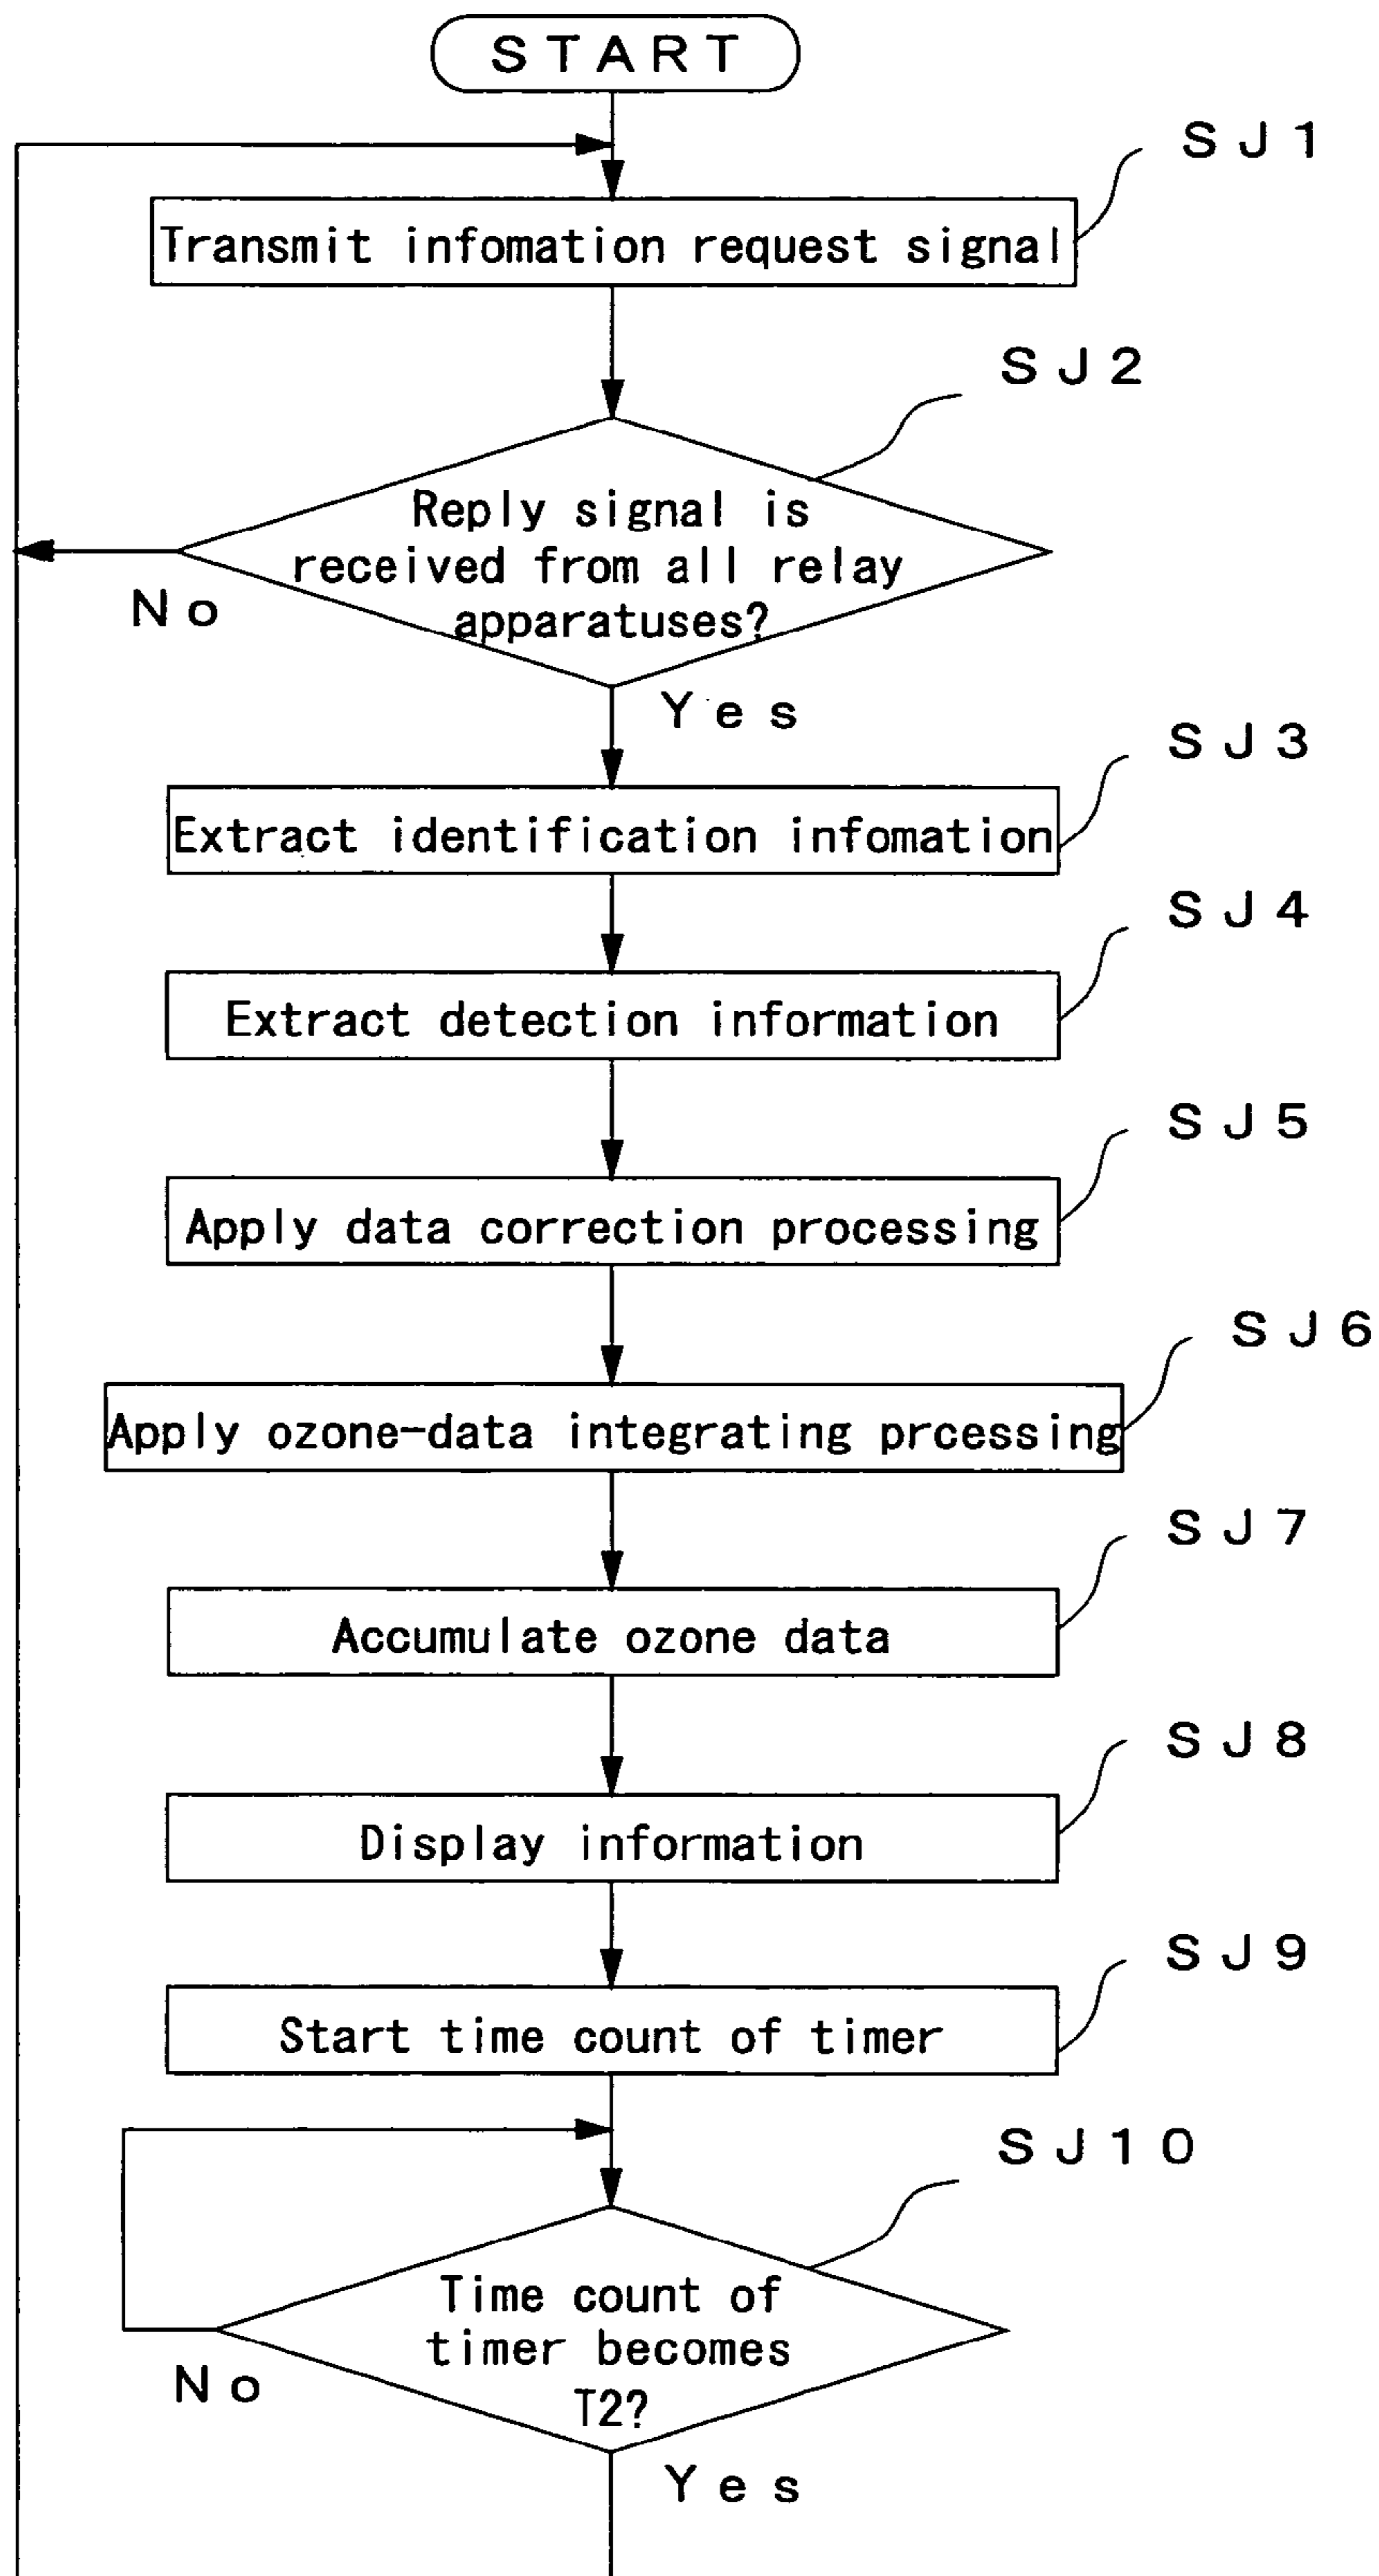 START
SJ1
Transmit infomation request signal
SJ2
Reply signal is
received from all relay
apparatuses?
No
Yes
SJ3
Extract identification infomation
SJ4
Extract detection information
SJ5
Apply data correction processing
SJ6
Apply ozone-data integrating prcessing
SJ7
Accumulate ozone data
SJ8
Display information
SJ9
Start time count of timer
SJ10
Time count of
timer becomes
T2?
No
Yes